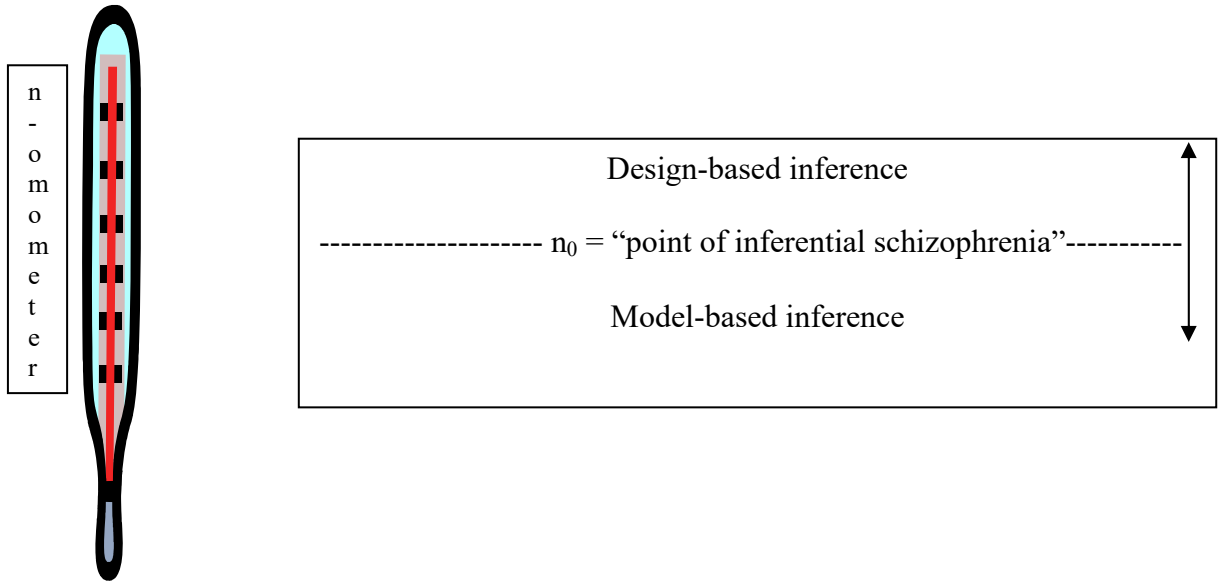 n
-
o
m
o
m
e
t
e
r
Design-based inference
---------------------- n₀ = “point of inferential schizophrenia”-----------
Model-based inference